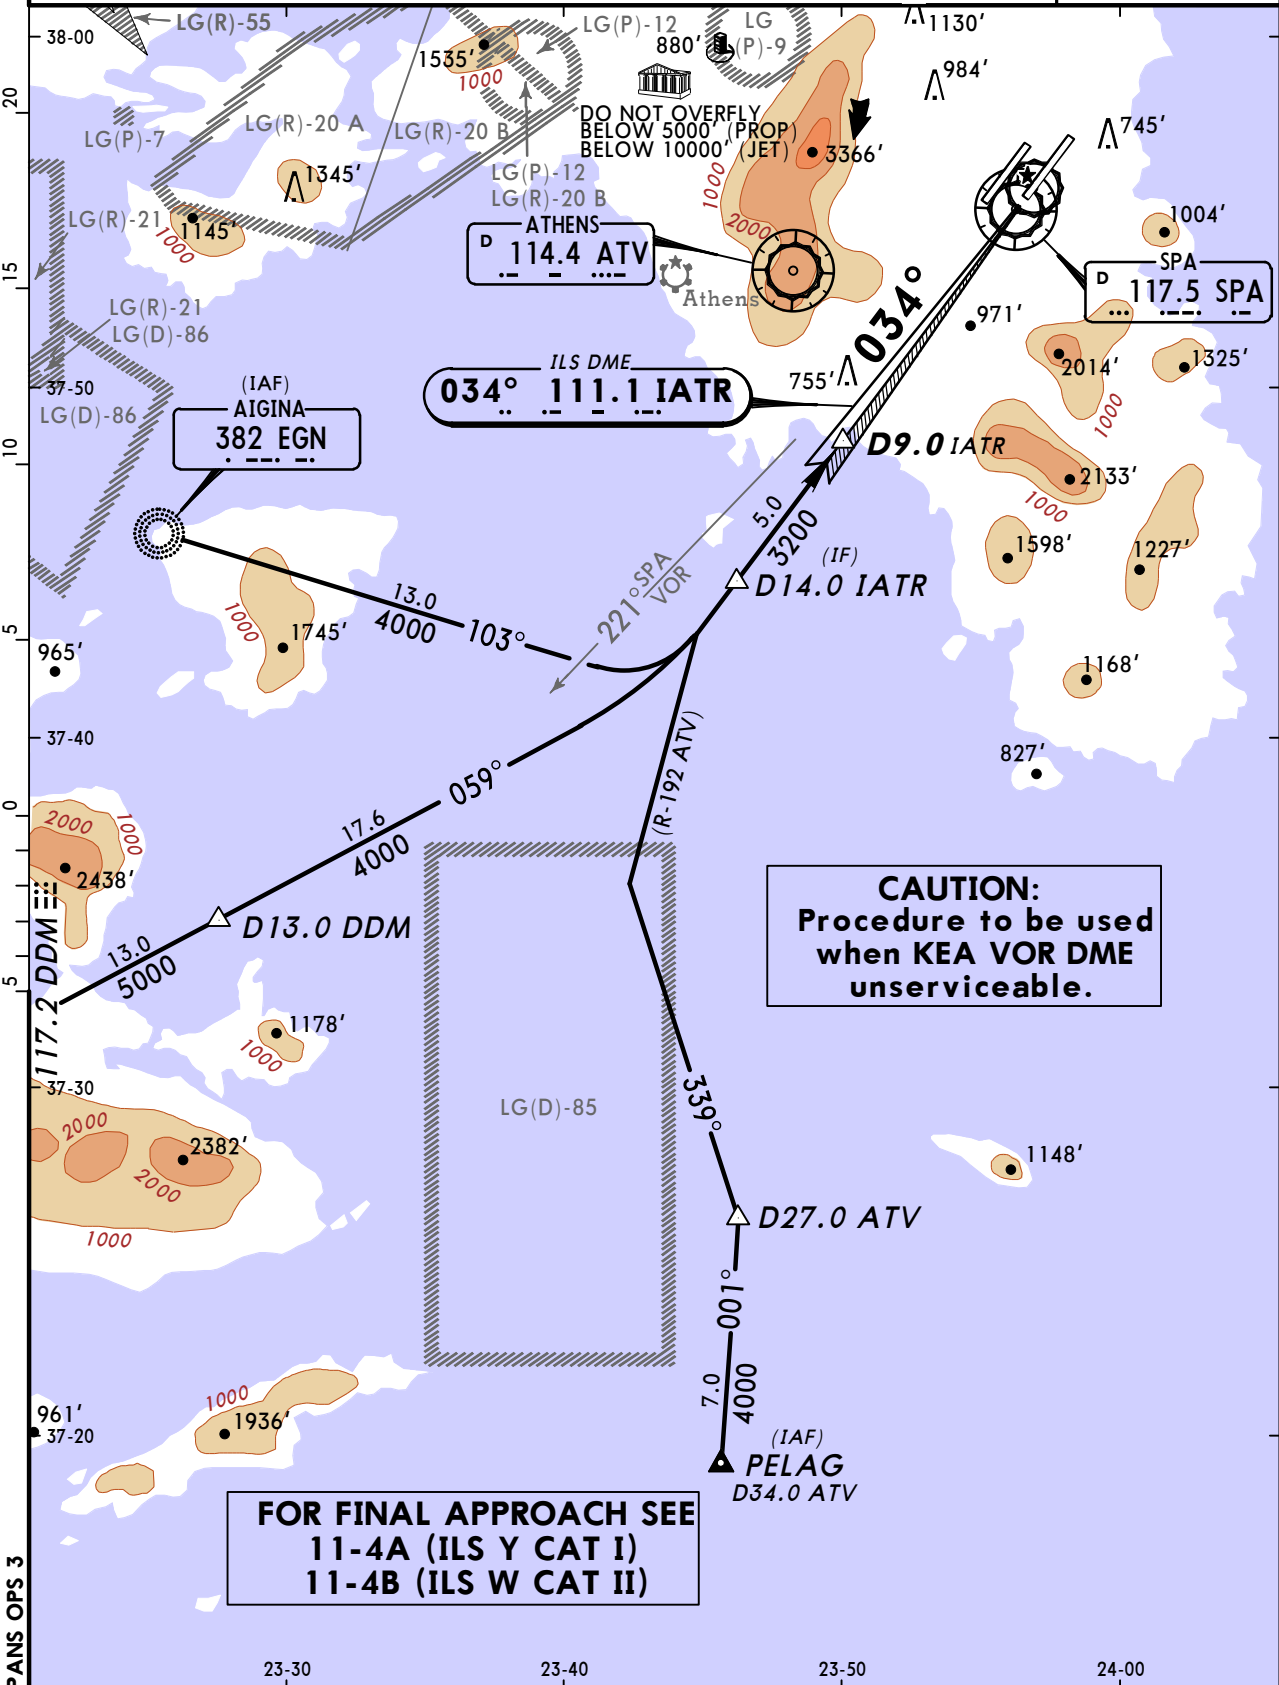 38-00
LG(R)-55
1535'
1000
LG(P)-12
LG
(P)-9
880'
1130'
984'
20
LG(P)-7
LG(R)-20 A
LG(R)-20 B
DO NOT OVERFLY
BELOW 5000' (PROP)
BELOW 10000' (JET)
3366'
745'
1345'
LG(P)-12
LG(R)-20 B
1000
2000
LG(R)-21
1145'
1000
ATHENS
D 114.4 ATV
Athens
1004'
SPA
D 117.5 SPA
15
LG(R)-21
LG(D)-86
034°
971'
2014'
1325'
1000
37-50
LG(D)-86
(IAF)
AIGINA
382 EGN
ILS DME
034° 111.1 IATR
755'
D9.0 IATR
10
2133'
1000
5.0
3200
(IF)
D14.0 IATR
1598'
1227'
221° SPA
VOR
13.0
4000
103°
1000
1745'
5
965'
1168'
37-40
827'
(R-192 ATV)
059°
17.6
4000
0
2000
1000
2438'
D13.0 DDM
13.0
5000
117.2 DDM
5
CAUTION:
Procedure to be used
when KEA VOR DME
unserviceable.
1178'
1000
37-30
LG(D)-85
339°
2000
2382'
2000
1000
1148'
D27.0 ATV
001°
7.0
4000
1000
1936'
961'
37-20
(IAF)
PELAG
D34.0 ATV
FOR FINAL APPROACH SEE
11-4A (ILS Y CAT I)
11-4B (ILS W CAT II)
PANS OPS 3
23-30
23-40
23-50
24-00